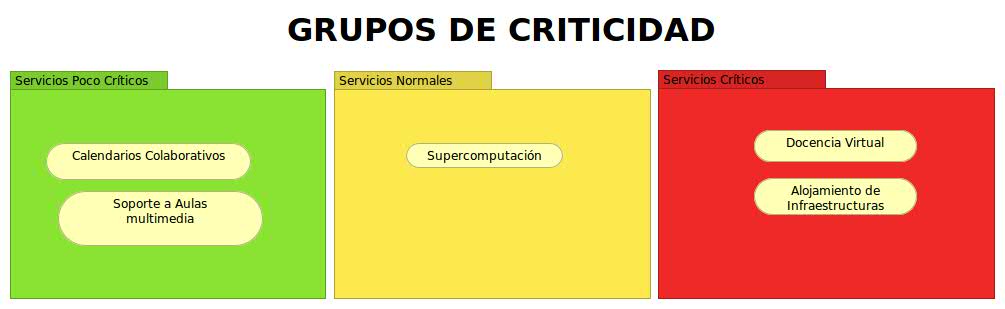 GRUPOS DE CRITICIDAD
Servicios Poco Críticos
Calendarios Colaborativos
Soporte a Aulas
multimedia
Servicios Normales
Supercomputación
Servicios Críticos
Docencia Virtual
Alojamiento de
Infraestructuras